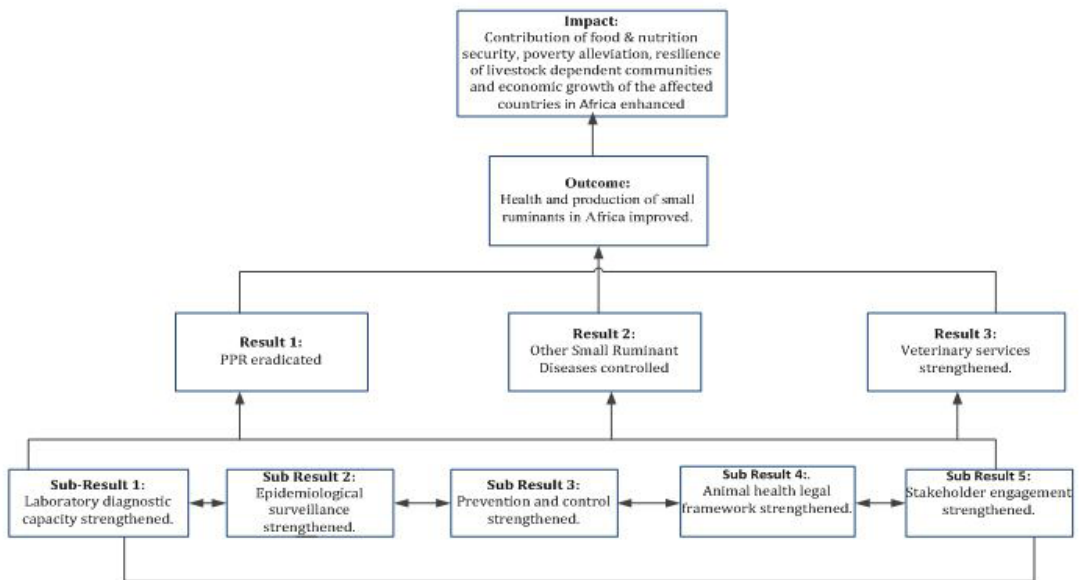 Impact:
Contribution of food & nutrition
security, poverty alleviation, resilience
of livestock dependent communities
and economic growth of the affected
countries in Africa enhanced
Outcome:
Health and production of small
ruminants in Africa improved.
Result 1:
PPR eradicated
Result 2:
Other Small Ruminant
Diseases controlled
Result 3:
Veterinary services
strengthened.
Sub-Result 1:
Laboratory diagnostic
capacity strengthened.
Sub Result 2:
Epidemiological
surveillance
strengthened.
Sub Result 3:
Prevention and control
strengthened.
Sub Result 4:.
Animal health legal
framework strengthened.
Sub Result 5:
Stakeholder engagement
strengthened.